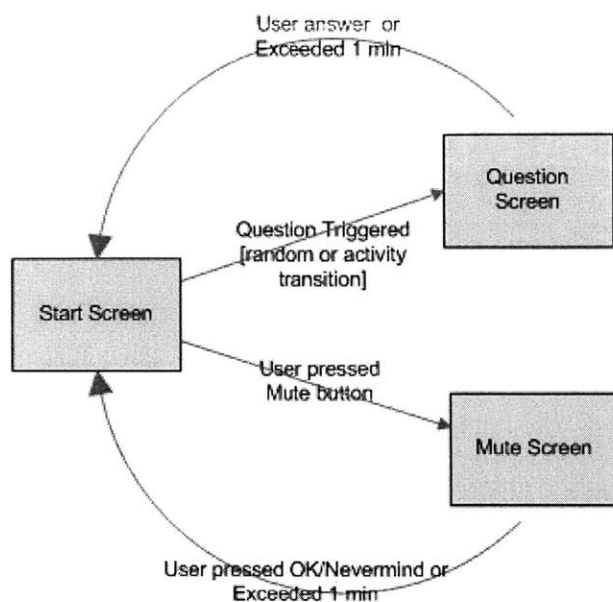 User answer or
Exceeded 1 min
Question
Screen
Question Triggered
[random or activity
transition]
Start Screen
User pressed
Mute button
Mute Screen
User pressed OK/Nevermind or
Exceeded 1 min